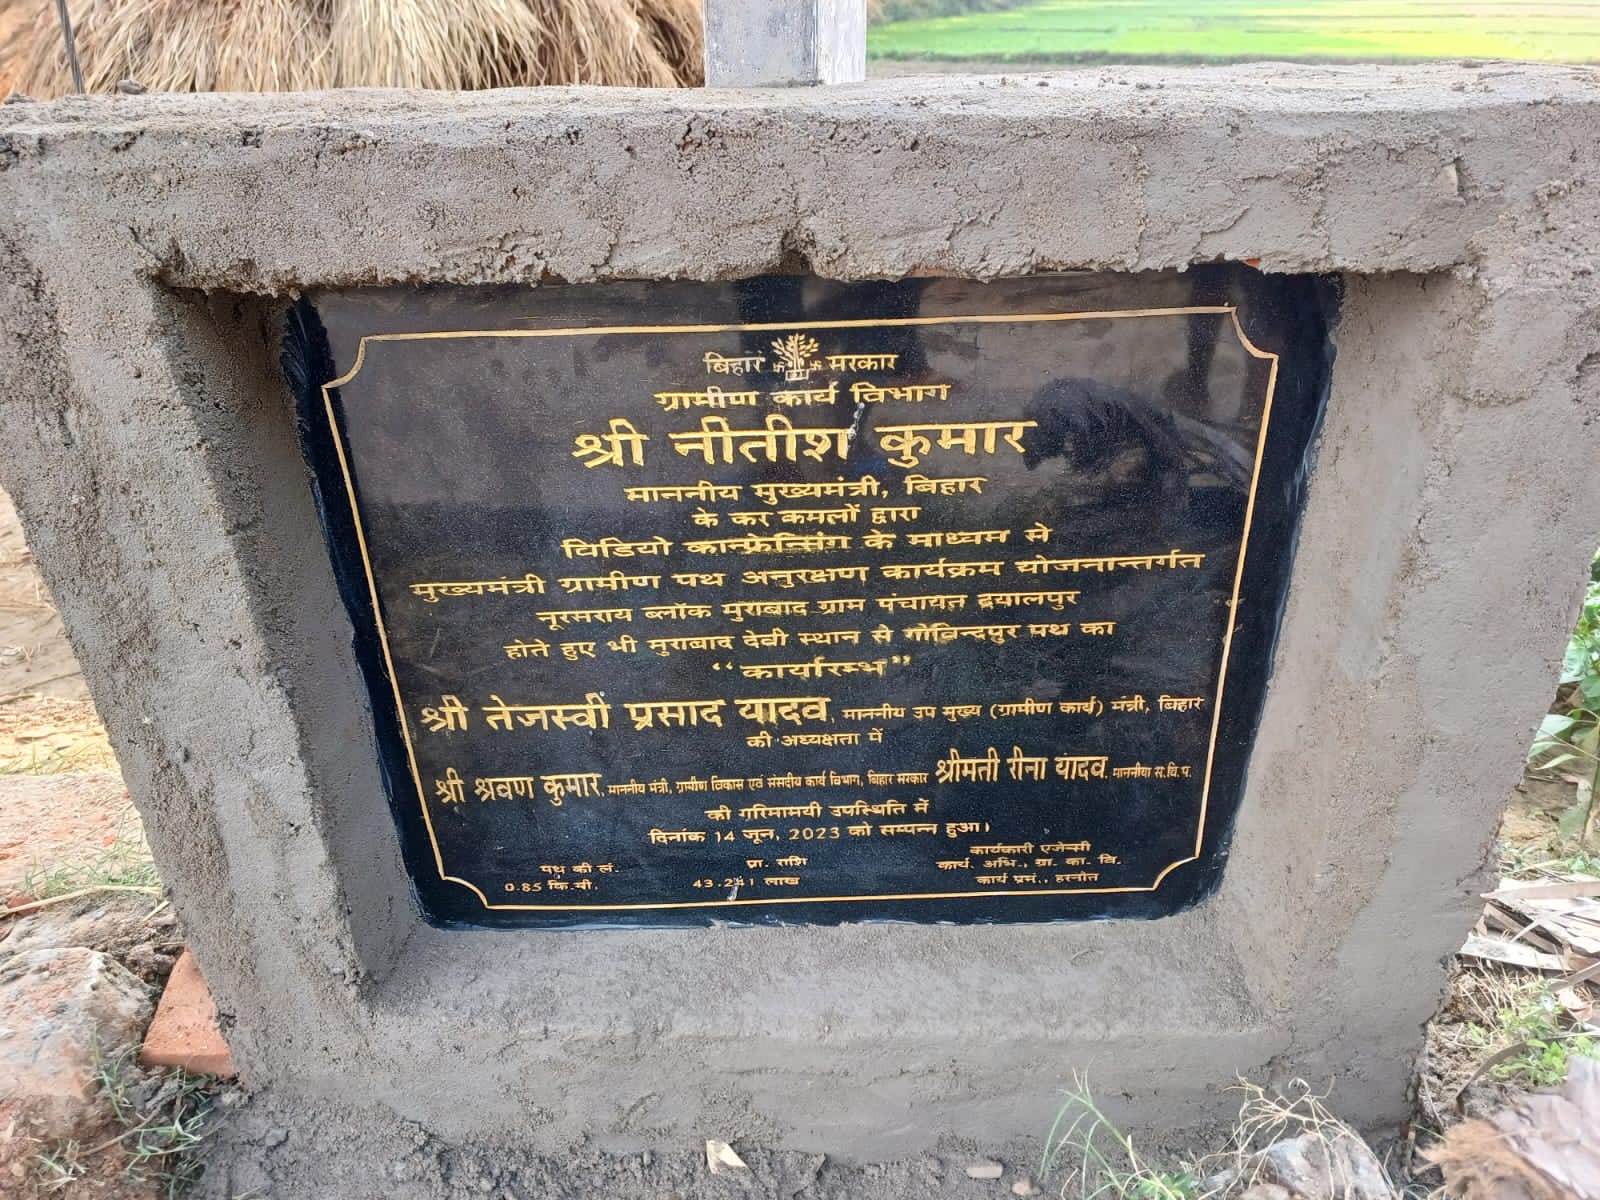 बिहार सरकार
ग्रामीण कार्य विभाग
श्री नीतीश कुमार
माननीय मुख्यमंत्री, बिहार
के कर कमलों द्वारा
विडियो कान्फ्रेन्सिंग के माध्यम से
मुख्यमंत्री ग्रामीण पथ अनुरक्षण कार्यक्रम योजनान्तर्गत
नूरसराय ब्लॉक मुराबाद ग्राम पंचायत दयालपुर
होते हुए भी मुराबाद देवी स्थान से गोविन्दपुर पथ का
“कार्यारम्भ”
श्री तेजस्वी प्रसाद यादव, माननीय उप मुख्य (ग्रामीण कार्य) मंत्री, बिहार
की अध्यक्षता में
श्री श्रवण कुमार, माननीय मंत्री, ग्रामीण विकास एवं संसदीय कार्य विभाग, बिहार सरकार श्रीमती रीना यादव, माननीया स.वि.प.
की गरिमामयी उपस्थिति में
दिनांक 14 जून, 2023 को सम्पन्न हुआ।
पथ की लं. प्रा. राशि कार्यकारी एजेन्सी
0.85 कि.मी. 43.241 लाख कार्य. अभि., ग्रा. का. वि.
कार्य प्रमं., हरनौत